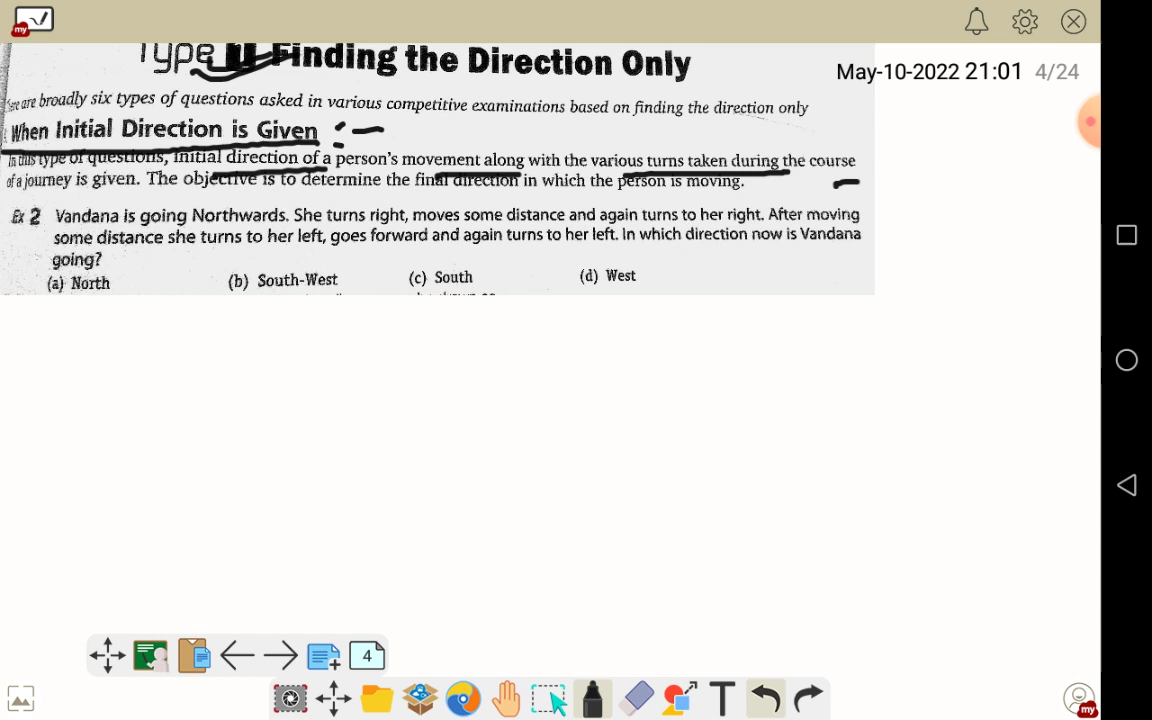 Type II Finding the Direction Only
May-10-2022 21:01 4/24
are broadly six types of questions asked in various competitive examinations based on finding the direction only
When Initial Direction is Given :-
In this type of questions, initial direction of a person's movement along with the various turns taken during the course
of a journey is given. The objective is to determine the final direction in which the person is moving.
Ex 2 Vandana is going Northwards. She turns right, moves some distance and again turns to her right. After moving
some distance she turns to her left, goes forward and again turns to her left. In which direction now is Vandana
going?
(a) North (b) South-West (c) South (d) West
4
my
my